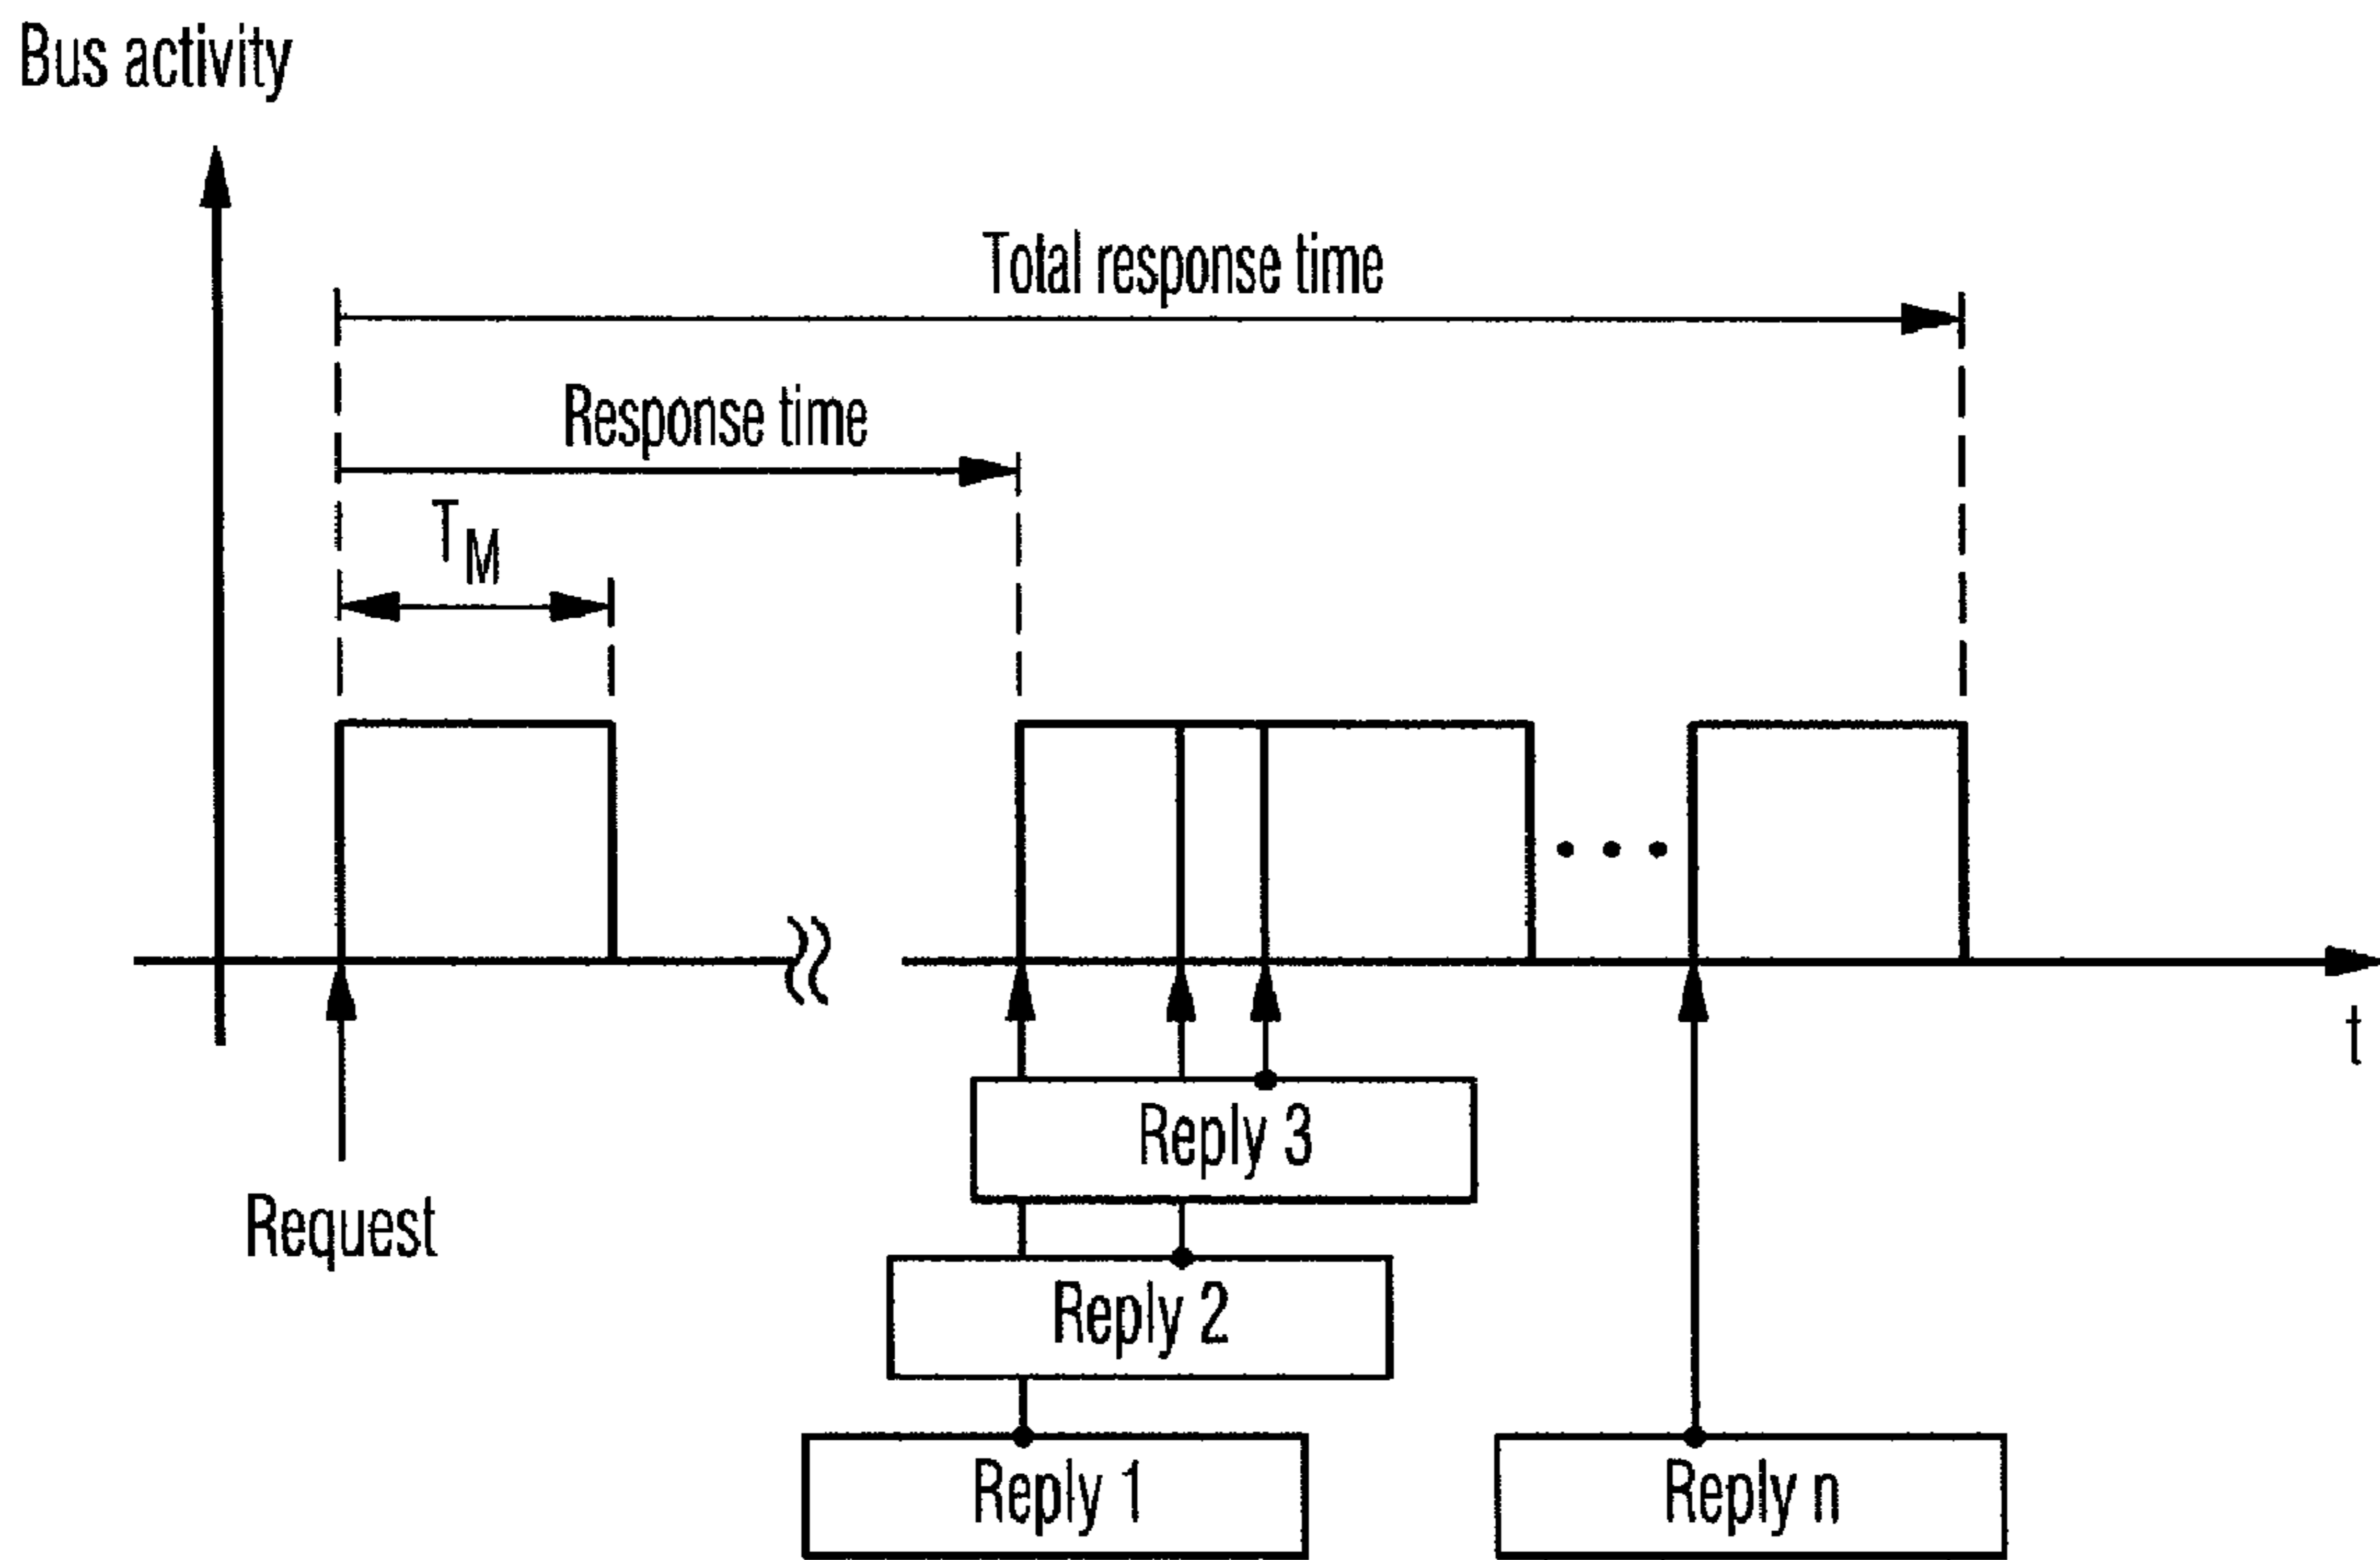 Bus activity
Total response time
Response time
TM
t
Reply 3
Request
Reply 2
Reply 1
Reply n